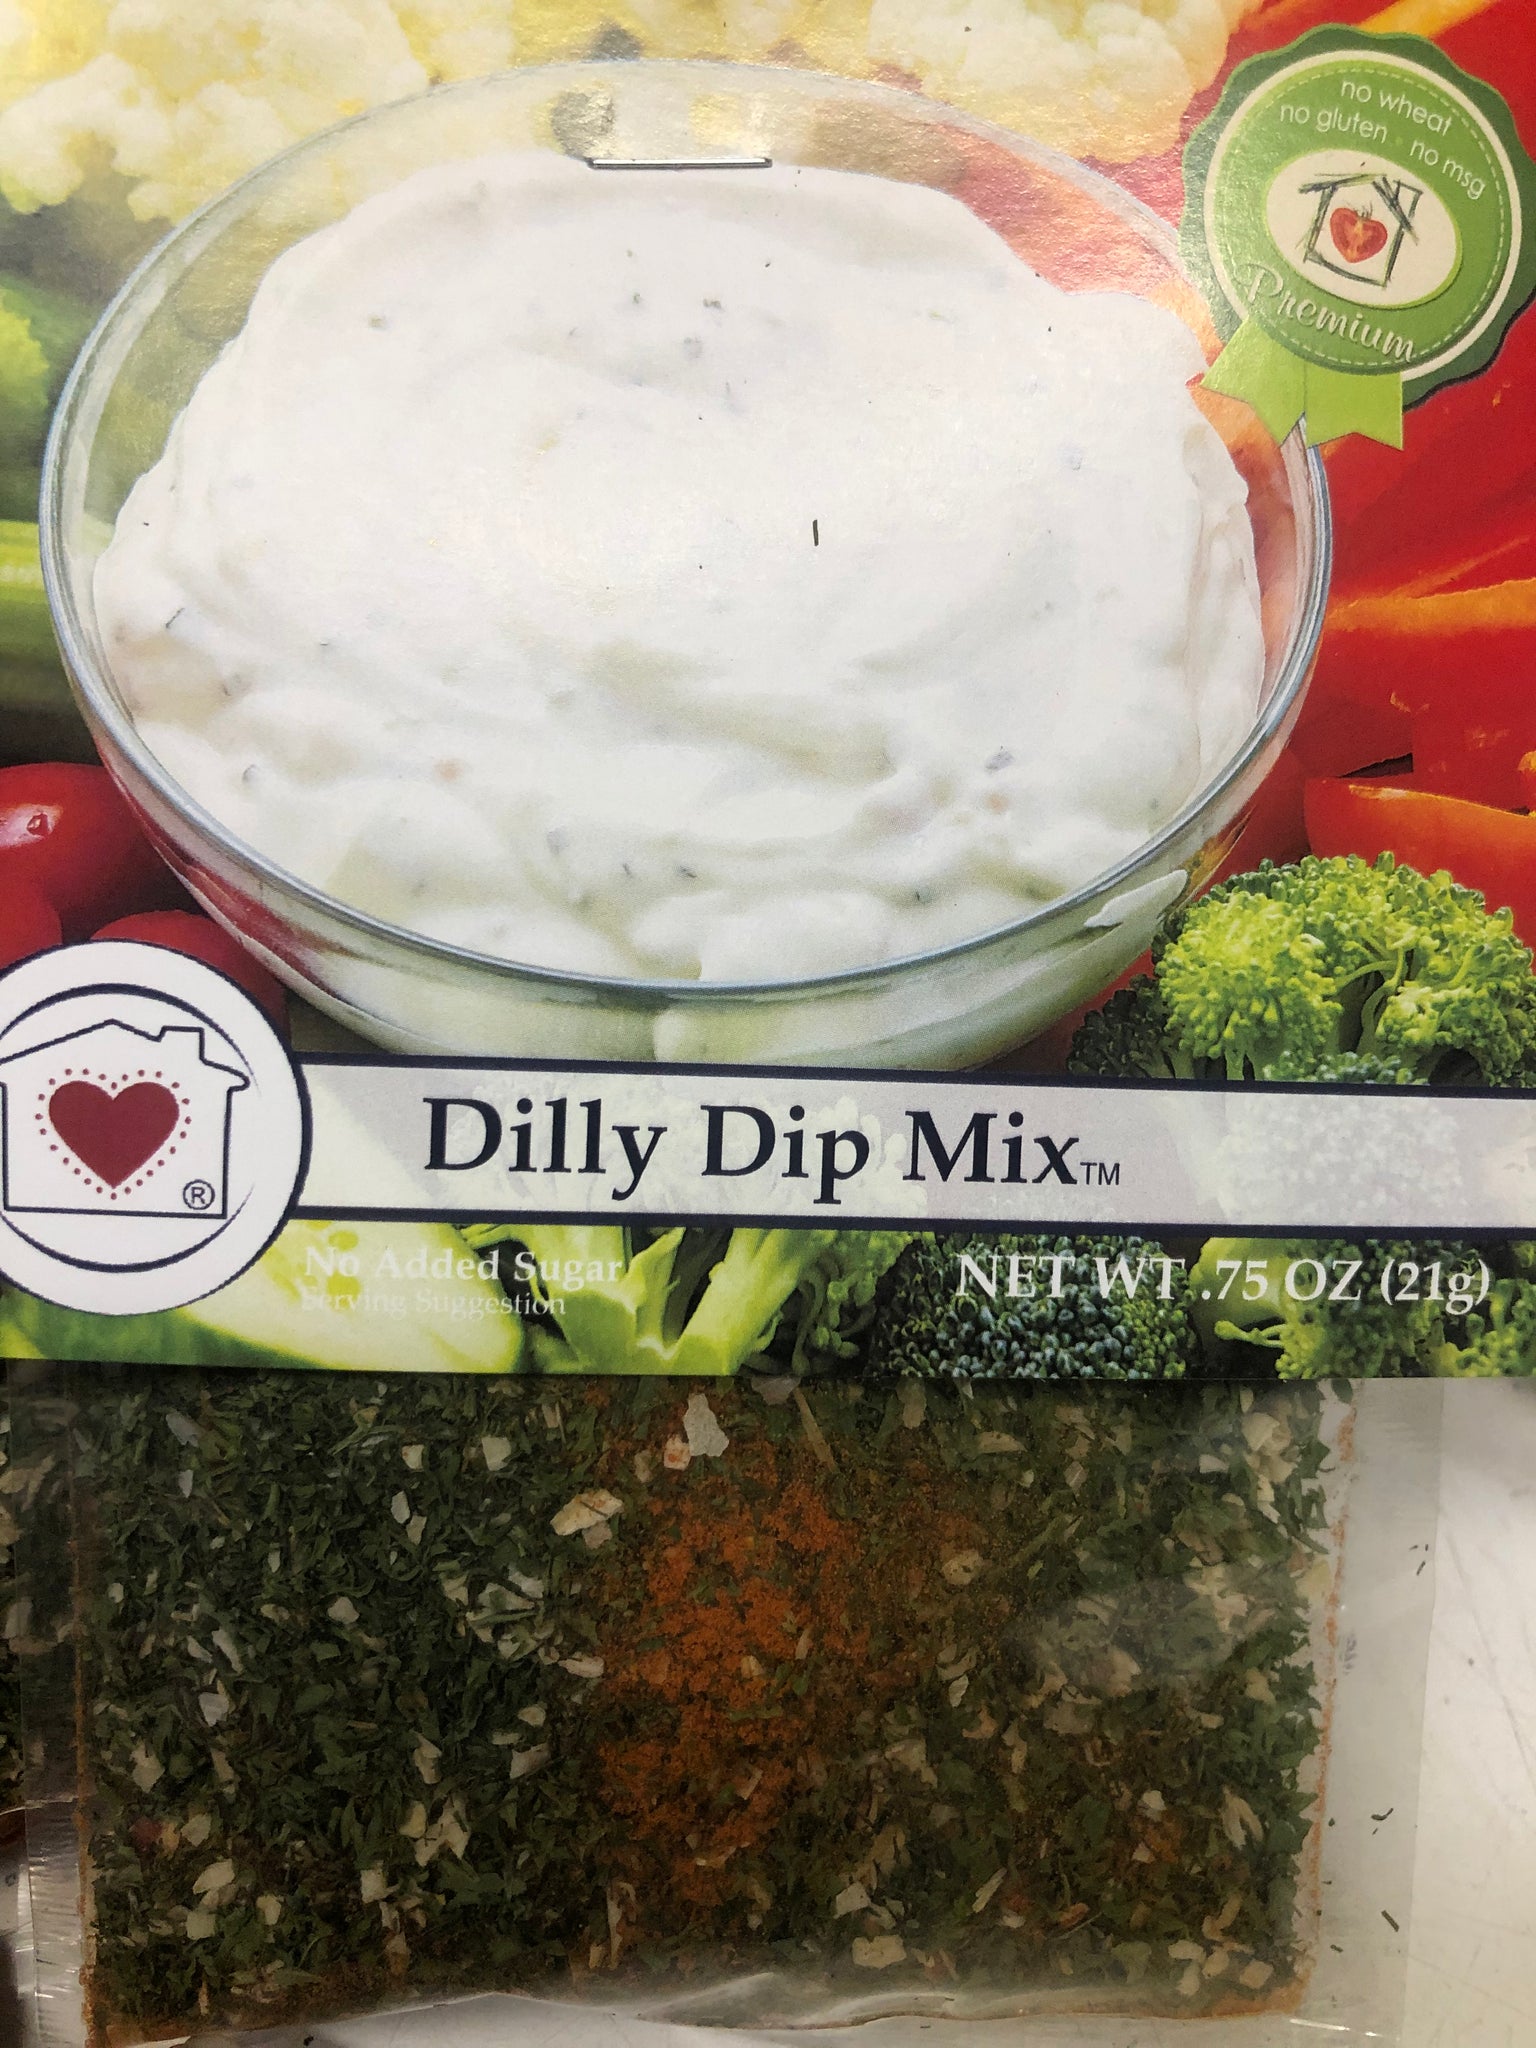 no wheat
no gluten · no msg
Premium
Dilly Dip Mix™
®
No Added Sugar
Serving Suggestion
NET WT .75 OZ (21g)